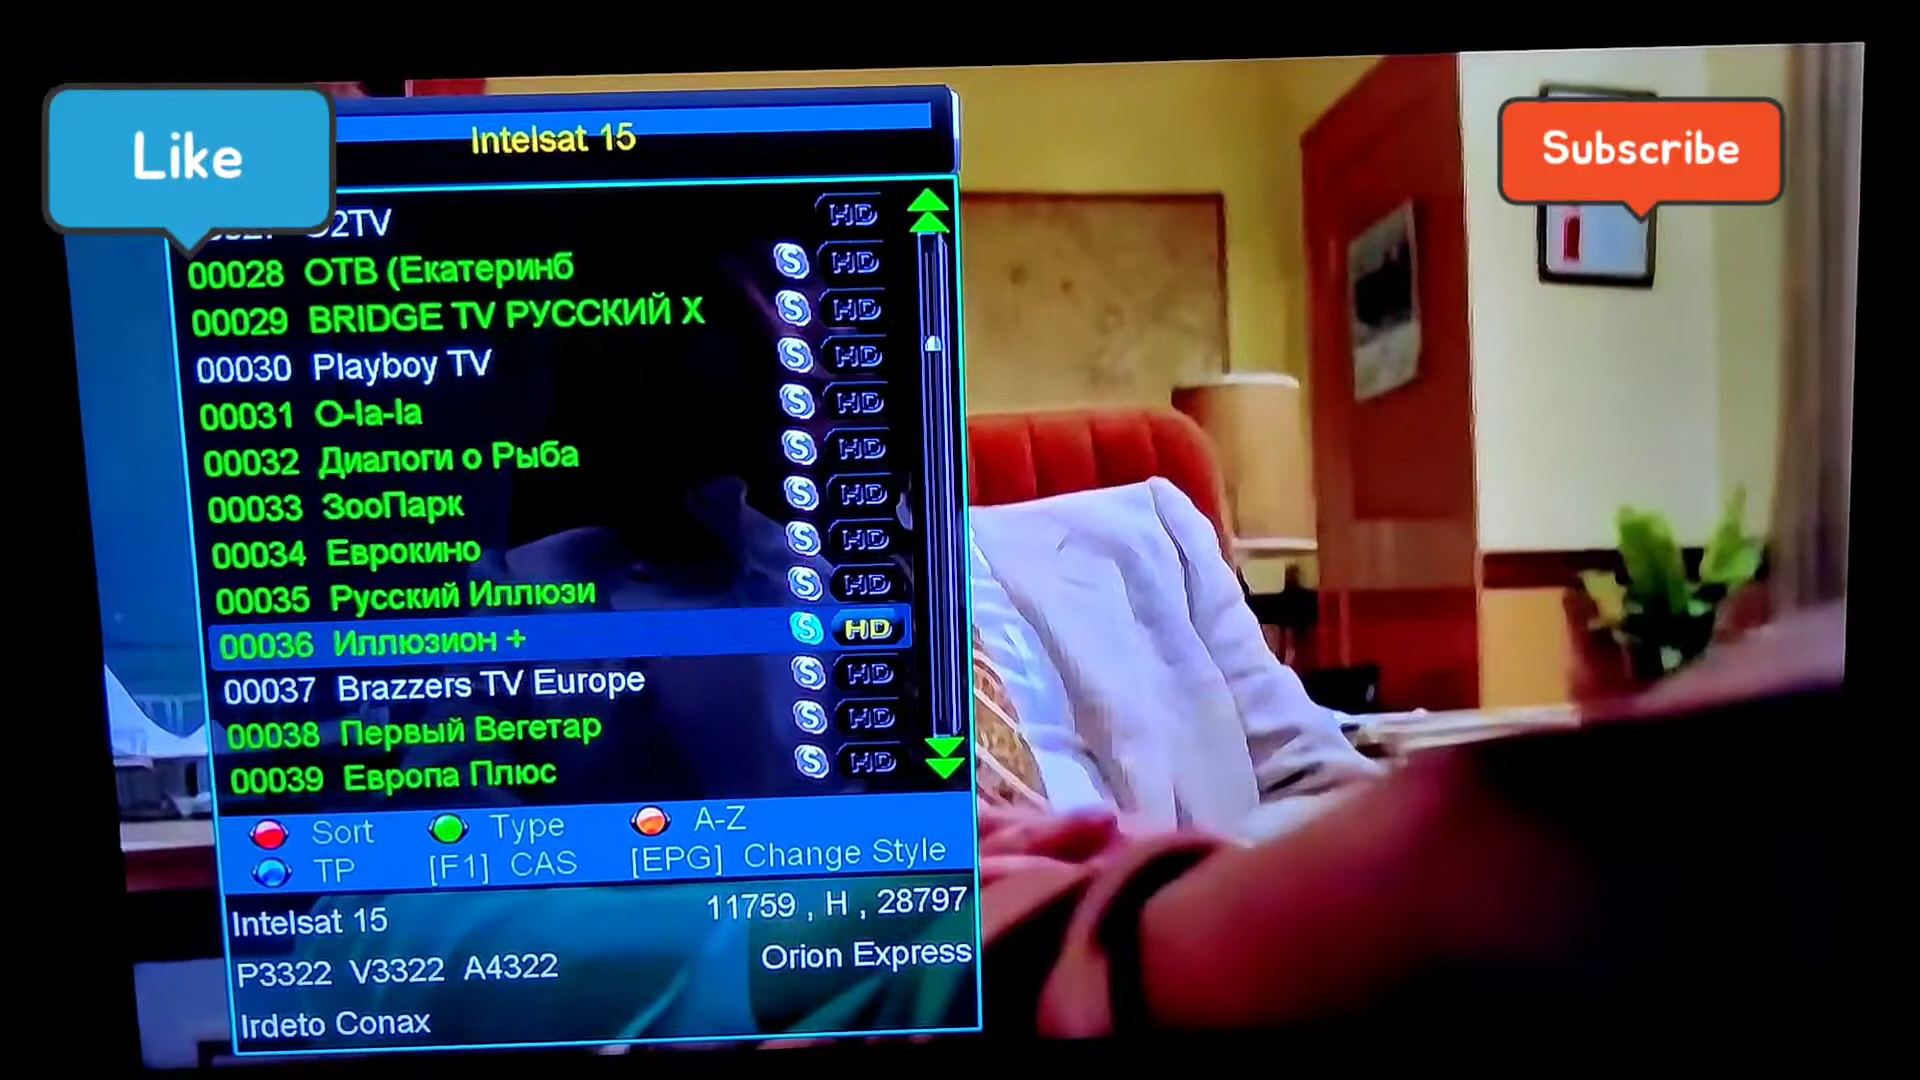 Like
Subscribe
Intelsat 15
O2TV HD
00028 ОТВ (Екатеринб S HD
00029 BRIDGE TV РУССКИЙ Х S HD
00030 Playboy TV S HD
00031 O-la-la S HD
00032 Диалоги о Рыба S HD
00033 ЗооПарк S HD
00034 Еврокино S HD
00035 Русский Иллюзи S HD
00036 Иллюзион + S HD
00037 Brazzers TV Europe S HD
00038 Первый Вегетар S HD
00039 Европа Плюс S HD
Sort Type A-Z
TP [F1] CAS [EPG] Change Style
Intelsat 15 11759 , H , 28797
P3322 V3322 A4322 Orion Express
Irdeto Conax